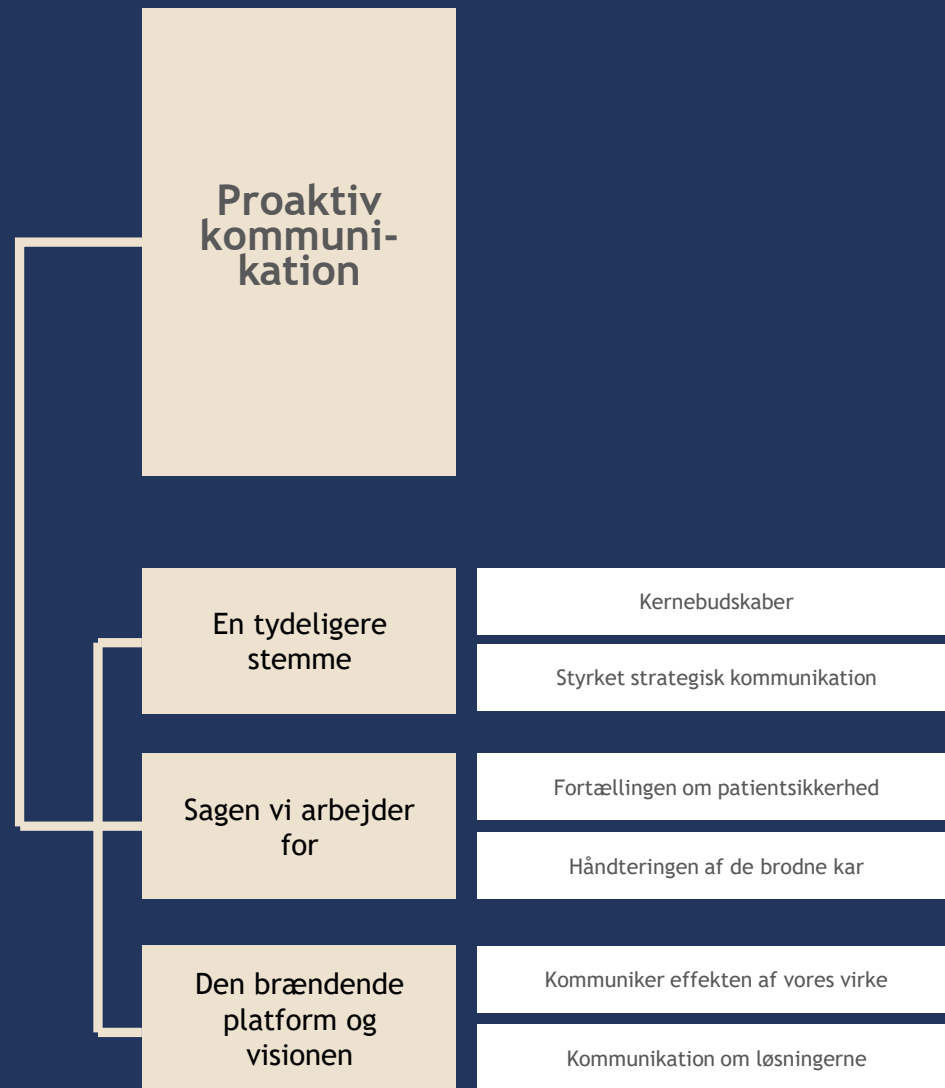 Proaktiv
kommuni-
kation
En tydeligere
stemme
Kernebudskaber
Styrket strategisk kommunikation
Sagen vi arbejder
for
Fortællingen om patientsikkerhed
Håndteringen af de brodne kar
Den brændende
platform og
visionen
Kommuniker effekten af vores virke
Kommunikation om løsningerne